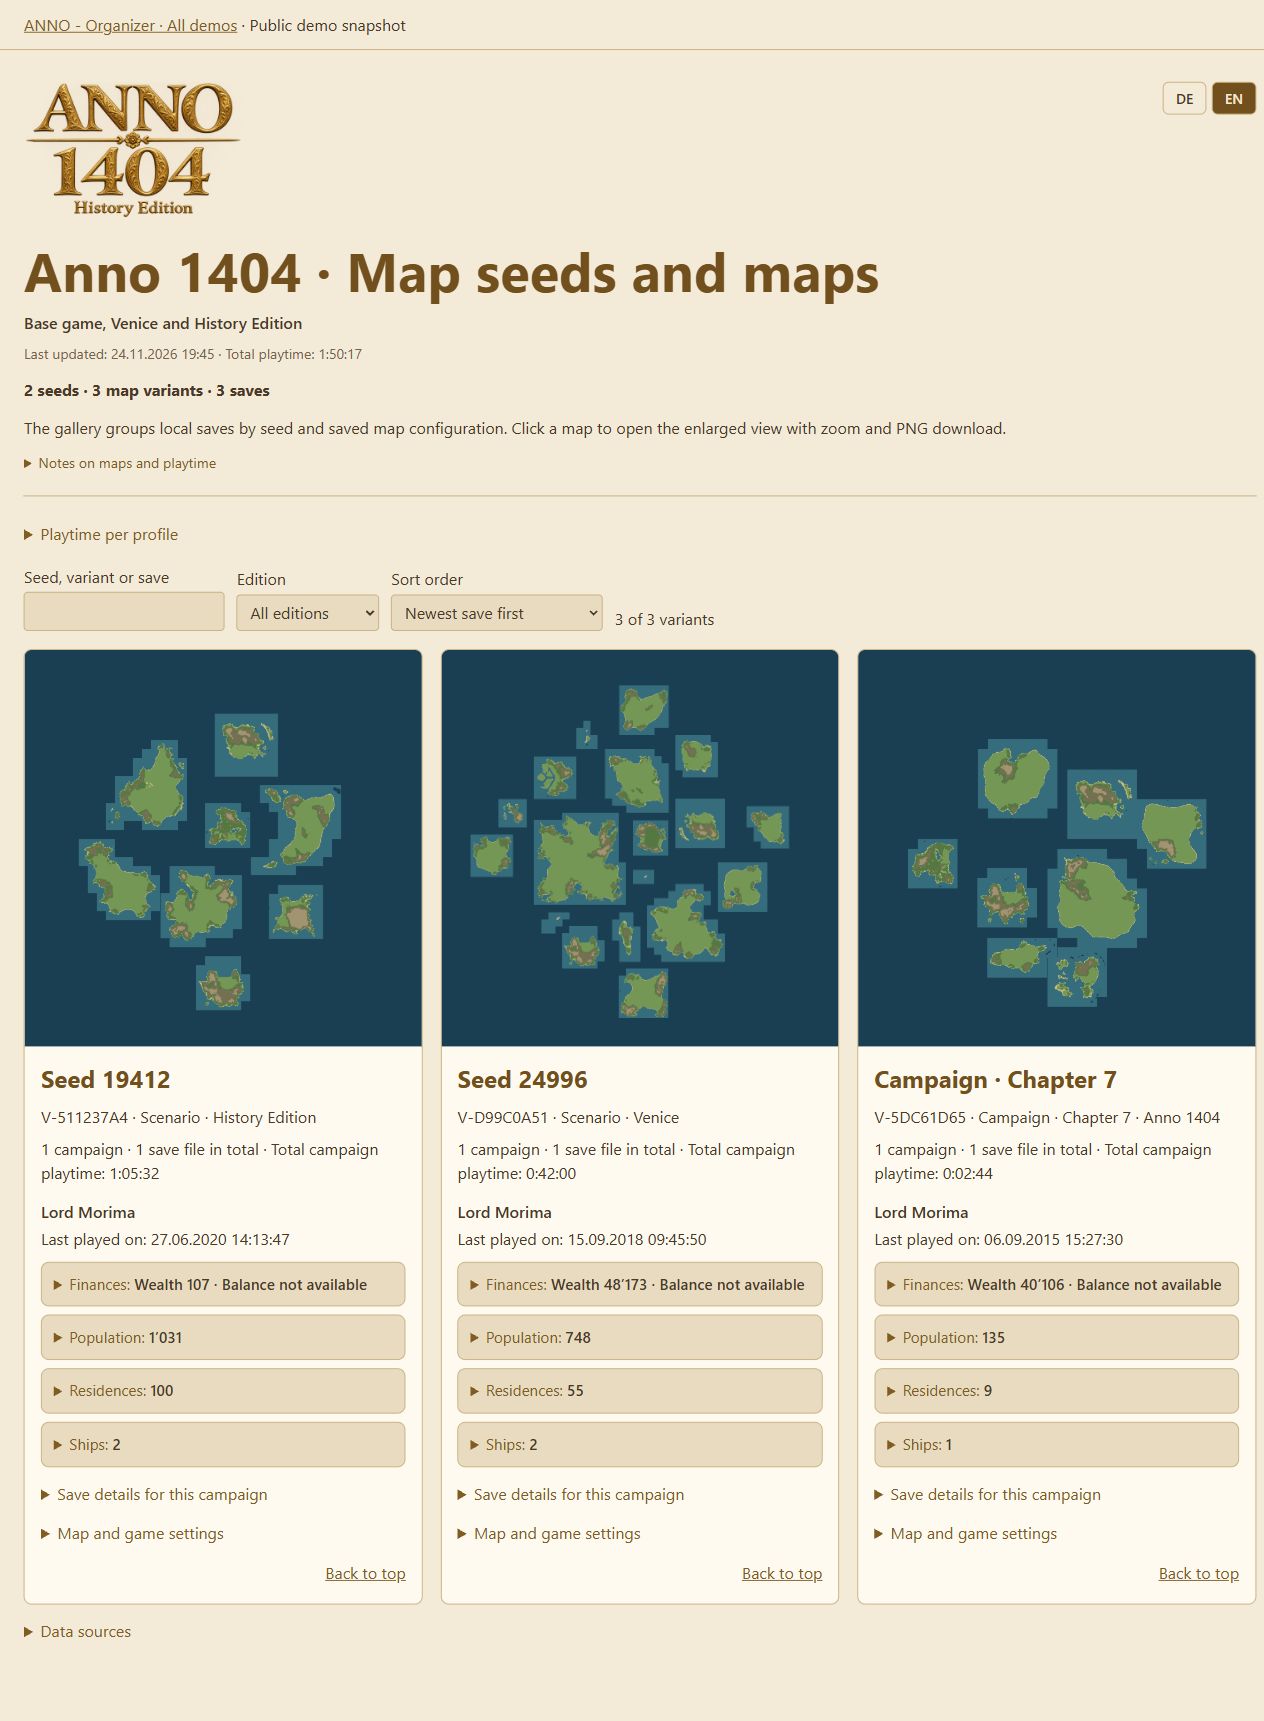 ANNO - Organizer · All demos · Public demo snapshot
ANNO
1404
History Edition
DE
EN
Anno 1404 · Map seeds and maps
Base game, Venice and History Edition
Last updated: 24.11.2026 19:45 · Total playtime: 1:50:17
2 seeds · 3 map variants · 3 saves
The gallery groups local saves by seed and saved map configuration. Click a map to open the enlarged view with zoom and PNG download.
Notes on maps and playtime
Playtime per profile
Seed, variant or save
Edition
All editions
Sort order
Newest save first
3 of 3 variants
Seed 19412
V-511237A4 · Scenario · History Edition
1 campaign · 1 save file in total · Total campaign
playtime: 1:05:32
Lord Morima
Last played on: 27.06.2020 14:13:47
Finances: Wealth 107 · Balance not available
Population: 1’031
Residences: 100
Ships: 2
Save details for this campaign
Map and game settings
Back to top
Seed 24996
V-D99C0A51 · Scenario · Venice
1 campaign · 1 save file in total · Total campaign
playtime: 0:42:00
Lord Morima
Last played on: 15.09.2018 09:45:50
Finances: Wealth 48’173 · Balance not available
Population: 748
Residences: 55
Ships: 2
Save details for this campaign
Map and game settings
Back to top
Campaign · Chapter 7
V-5DC61D65 · Campaign · Chapter 7 · Anno 1404
1 campaign · 1 save file in total · Total campaign
playtime: 0:02:44
Lord Morima
Last played on: 06.09.2015 15:27:30
Finances: Wealth 40’106 · Balance not available
Population: 135
Residences: 9
Ships: 1
Save details for this campaign
Map and game settings
Back to top
Data sources